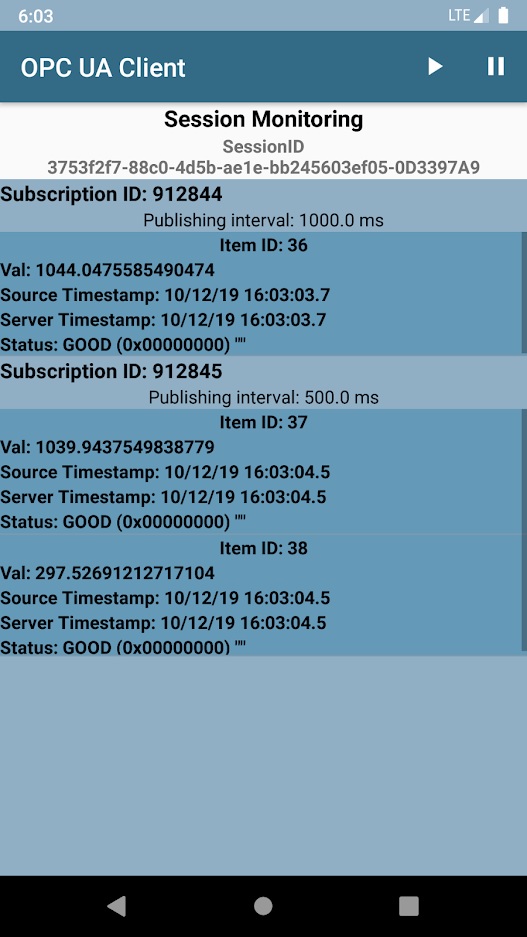 6:03
LTE
OPC UA Client
Session Monitoring
SessionID
3753f2f7-88c0-4d5b-ae1e-bb245603ef05-0D3397A9
Subscription ID: 912844
Publishing interval: 1000.0 ms
Item ID: 36
Val: 1044.0475585490474
Source Timestamp: 10/12/19 16:03:03.7
Server Timestamp: 10/12/19 16:03:03.7
Status: GOOD (0x00000000) ""
Subscription ID: 912845
Publishing interval: 500.0 ms
Item ID: 37
Val: 1039.9437549838779
Source Timestamp: 10/12/19 16:03:04.5
Server Timestamp: 10/12/19 16:03:04.5
Status: GOOD (0x00000000) ""
Item ID: 38
Val: 297.52691212717104
Source Timestamp: 10/12/19 16:03:04.5
Server Timestamp: 10/12/19 16:03:04.5
Status: GOOD (0x00000000) ""